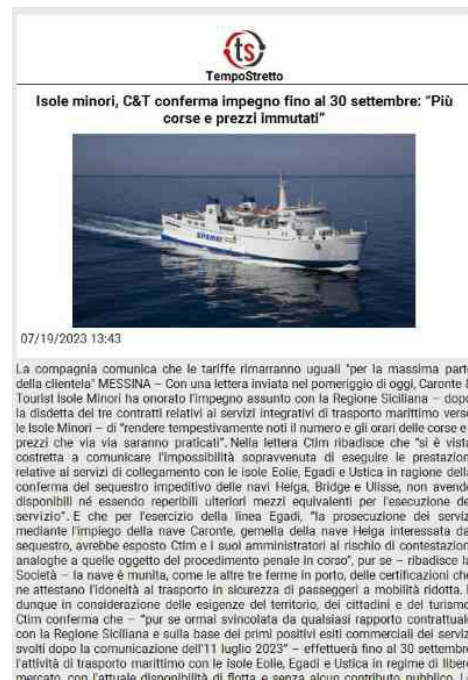 ts
TempoStretto
Isole minori, C&T conferma impegno fino al 30 settembre: "Più
corse e prezzi immutati"
SIREMAR
07/19/2023 13:43
La compagnia comunica che le tariffe rimarranno uguali "per la massima parte
della clientela" MESSINA – Con una lettera inviata nel pomeriggio di oggi, Caronte &
Tourist Isole Minori ha onorato l'impegno assunto con la Regione Siciliana – dopo
la disdetta dei tre contratti relativi ai servizi integrativi di trasporto marittimo verso
le Isole Minori – di "rendere tempestivamente noti il numero e gli orari delle corse e i
prezzi che via via saranno praticati". Nella lettera Ctim ribadisce che "si è vista
costretta a comunicare l'impossibilità sopravvenuta di eseguire le prestazioni
relative ai servizi di collegamento con le isole Eolie, Egadi e Ustica in ragione della
conferma del sequestro impeditivo delle navi Helga, Bridge e Ulisse, non avendo
disponibili né essendo reperibili ulteriori mezzi equivalenti per l'esecuzione del
servizio". E che per l'esercizio della linea Egadi, "la prosecuzione dei servizi
mediante l'impiego della nave Caronte, gemella della nave Helga interessata dal
sequestro, avrebbe esposto Ctim e i suoi amministratori al rischio di contestazioni
analoghe a quelle oggetto del procedimento penale in corso", pur se – ribadisce la
Società – la nave è munita, come le altre tre ferme in porto, delle certificazioni che
ne attestano l'idoneità al trasporto in sicurezza di passeggeri a mobilità ridotta. E
dunque in considerazione delle esigenze del territorio, dei cittadini e del turismo
Ctim conferma che – "pur se ormai svincolata da qualsiasi rapporto contrattuale
con la Regione Siciliana e sulla base dei primi positivi esiti commerciali dei servizi
svolti dopo la comunicazione dell'11 luglio 2023" – effettuerà fino al 30 settembre
l'attività di trasporto marittimo con le isole Eolie, Egadi e Ustica in regime di libero
mercato, con l'attuale disponibilità di flotta e senza alcun contributo pubblico. Le